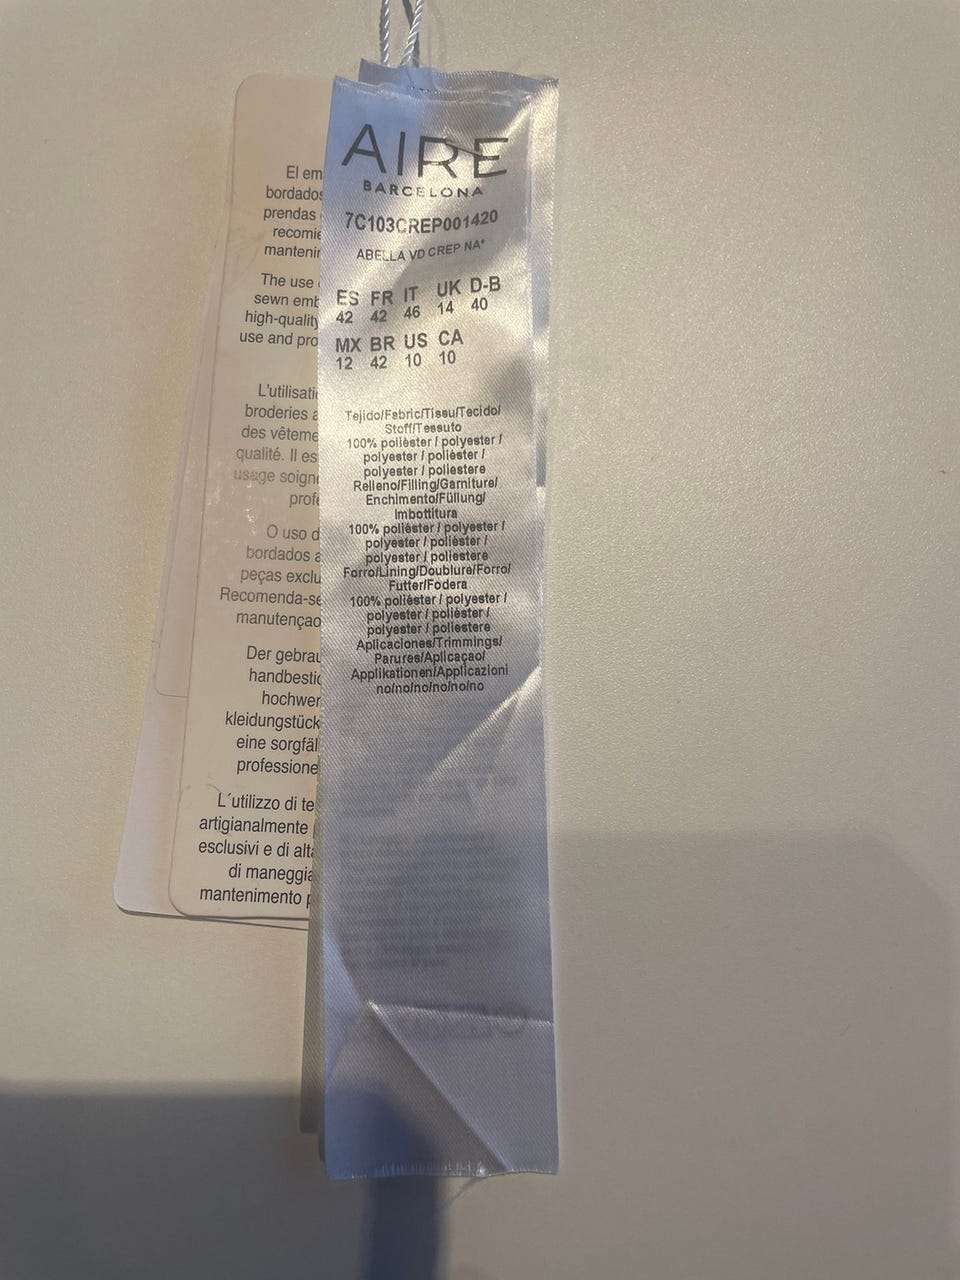 AIRE
BARCELONA
7C103CREP001420
ABELLA VD CREP NA*
ES FR IT UK D-B
42 42 46 14 40
MX BR US CA
12 42 10 10
Tejido/Fabric/Tissu/Tecido/
Stoff/Tessuto
100% poliéster / polyester /
polyester / poliéster /
polyester / poliestere
Relleno/Filling/Garniture/
Enchimento/Füllung/
Imbottitura
100% poliéster / polyester /
polyester / poliéster /
polyester / poliestere
Forro/Lining/Doublure/Forro/
Futter/Fodera
100% poliéster / polyester /
polyester / poliéster /
polyester / poliestere
Aplicaciones/Trimmings/
Parures/Aplicaçao/
Applikationen/Applicazioni
no/no/no/no/no/no
El em
bordados
prendas
recomie
mantenir
The use
sewn emb
high-quality
use and pro
L'utilisati
broderies a
des vêteme
qualité. Il es
usage soign
profe
O uso d
bordados a
peças exclu
Recomenda-se
manutençao
Der gebrau
handbestic
hochwer
kleidungstück
eine sorgfäl
professione
L´utilizzo di te
artigianalmente
esclusivi e di alta
di maneggia
mantenimento p